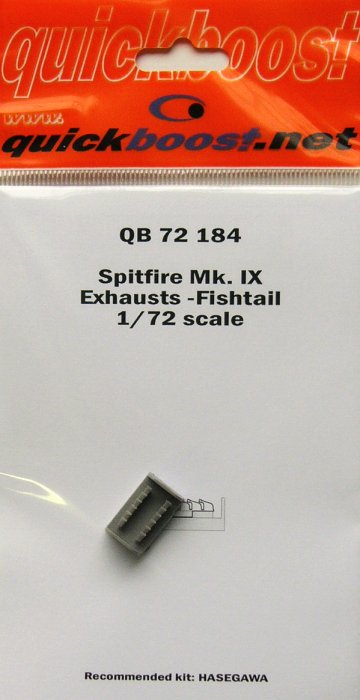 quickboost
www.
quickboost.net
QB 72 184
Spitfire Mk. IX
Exhausts -Fishtail
1/72 scale
Recommended kit: HASEGAWA